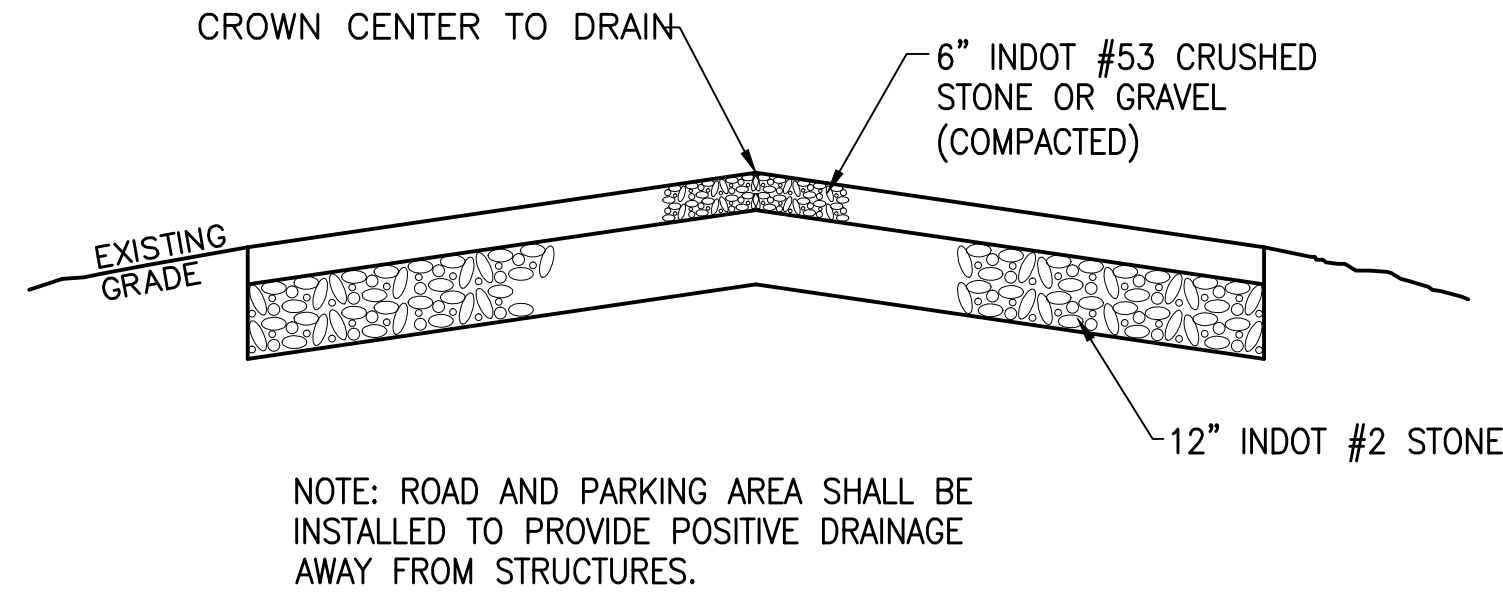 CROWN CENTER TO DRAIN
6" INDOT #53 CRUSHED
STONE OR GRAVEL
(COMPACTED)
EXISTING
GRADE
12" INDOT #2 STONE
NOTE: ROAD AND PARKING AREA SHALL BE
INSTALLED TO PROVIDE POSITIVE DRAINAGE
AWAY FROM STRUCTURES.